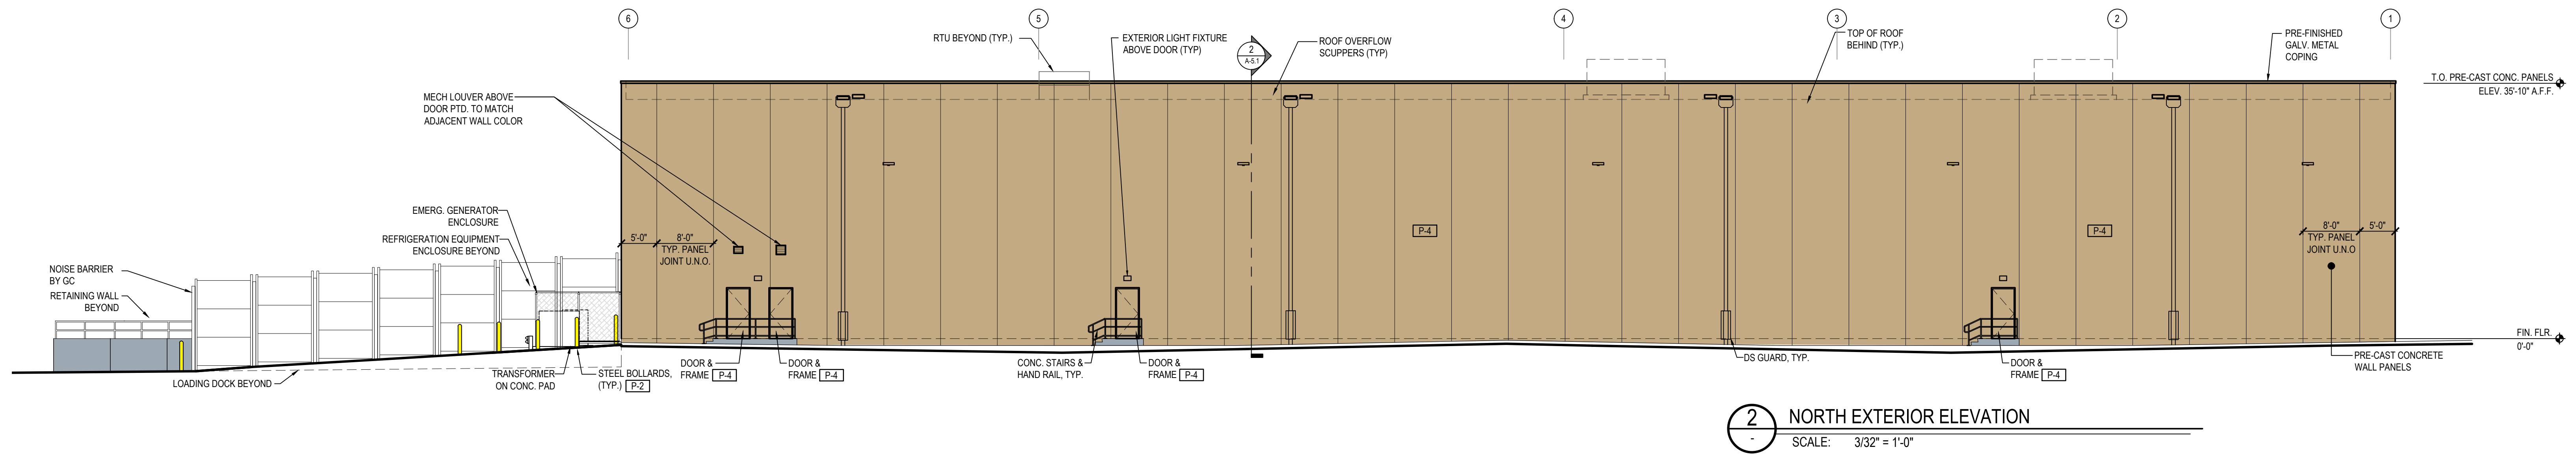 6
5
4
3
2
1
RTU BEYOND (TYP.)
EXTERIOR LIGHT FIXTURE
ABOVE DOOR (TYP)
2
A-5.1
ROOF OVERFLOW
SCUPPERS (TYP)
TOP OF ROOF
BEHIND (TYP.)
PRE-FINISHED
GALV. METAL
COPING
T.O. PRE-CAST CONC. PANELS
ELEV. 35'-10" A.F.F.
MECH LOUVER ABOVE
DOOR PTD. TO MATCH
ADJACENT WALL COLOR
EMERG. GENERATOR
ENCLOSURE
REFRIGERATION EQUIPMENT
ENCLOSURE BEYOND
NOISE BARRIER
BY GC
RETAINING WALL
BEYOND
5'-0"
8'-0"
TYP. PANEL
JOINT U.N.O.
P-4
P-4
8'-0"
5'-0"
TYP. PANEL
JOINT U.N.O
FIN. FLR.
0'-0"
LOADING DOCK BEYOND
TRANSFORMER
ON CONC. PAD
STEEL BOLLARDS,
(TYP.) P-2
DOOR &
FRAME P-4
DOOR &
FRAME P-4
CONC. STAIRS &
HAND RAIL, TYP.
DOOR &
FRAME P-4
DS GUARD, TYP.
DOOR &
FRAME P-4
PRE-CAST CONCRETE
WALL PANELS
2
-
NORTH EXTERIOR ELEVATION
SCALE: 3/32" = 1'-0"